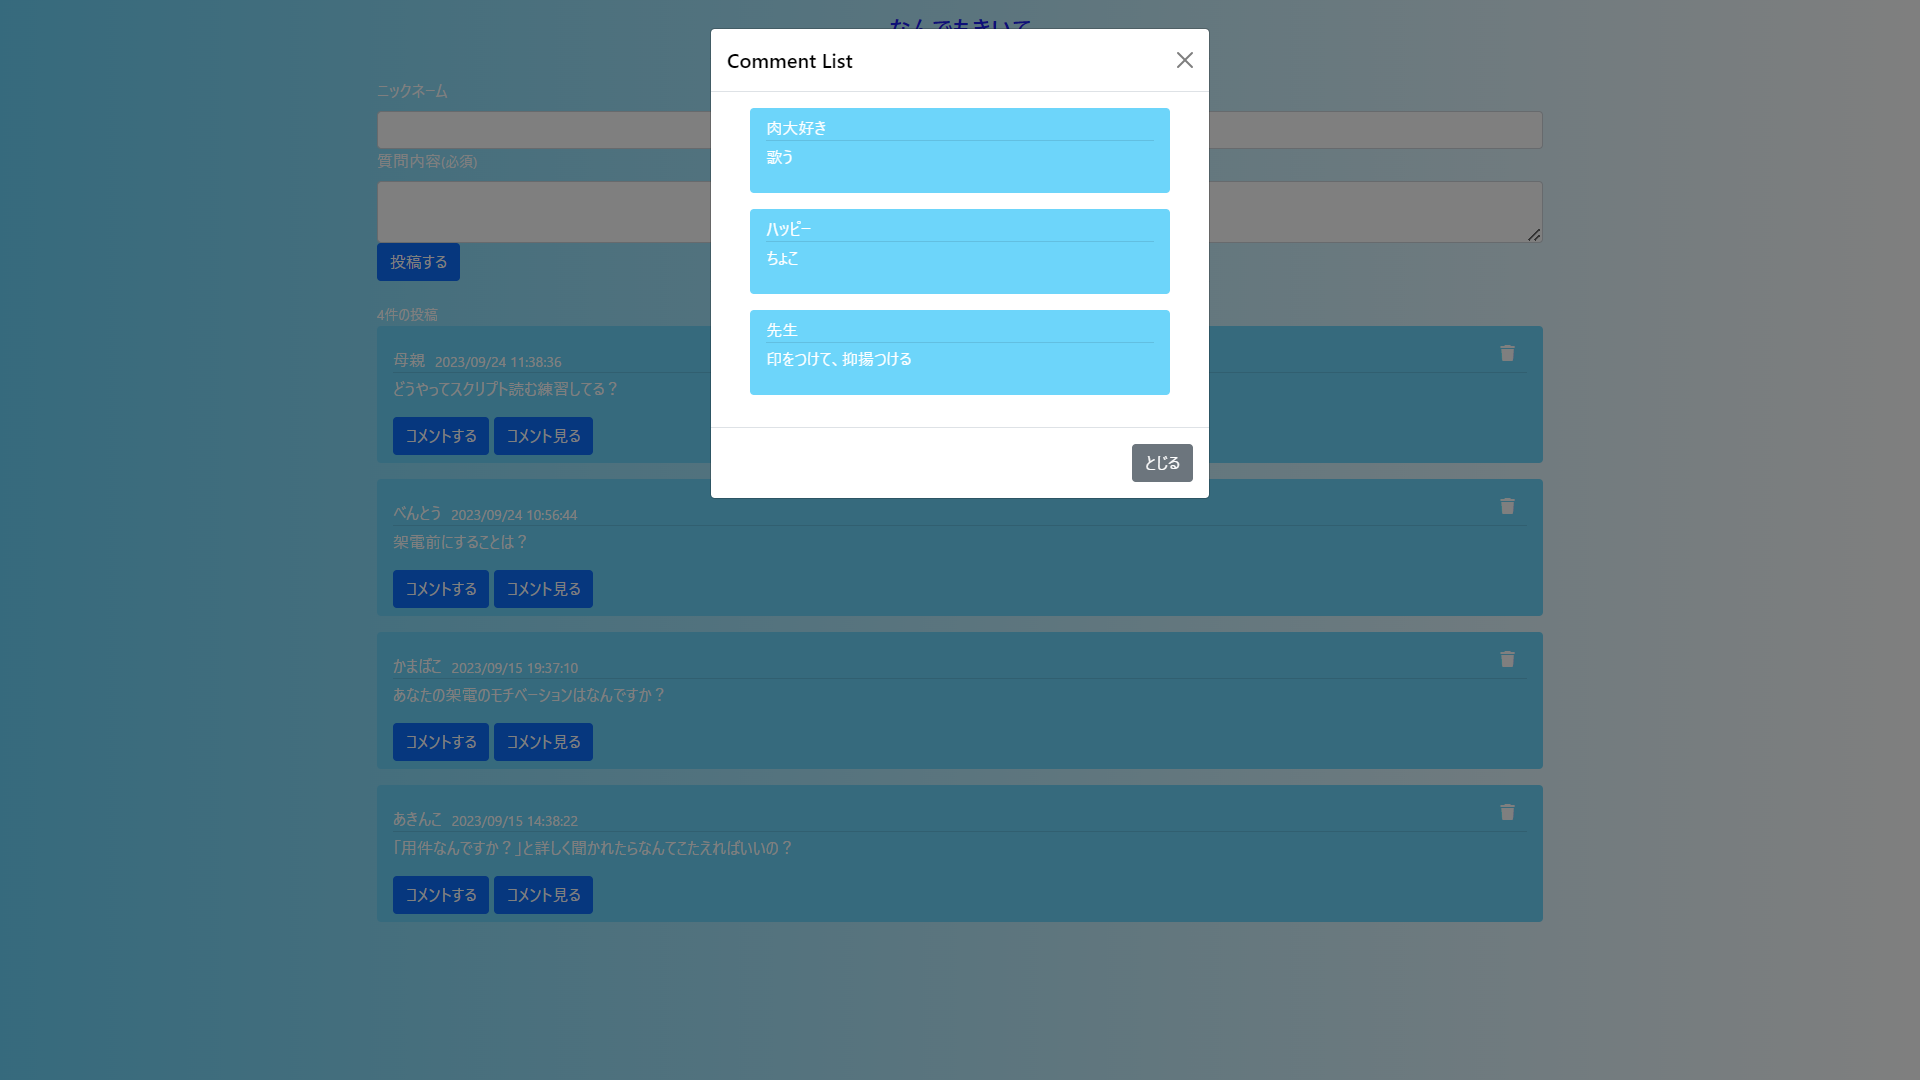 なんでもきいて
Comment List
肉大好き
歌う
ハッピー
ちょこ
先生
印をつけて、抑揚つける
とじる
ニックネーム
質問内容(必須)
投稿する
4件の投稿
母親 2023/09/24 11:38:36
どうやってスクリプト読む練習してる？
コメントする コメント見る
べんとう 2023/09/24 10:56:44
架電前にすることは？
コメントする コメント見る
かまぼこ 2023/09/15 19:37:10
あなたの架電のモチベーションはなんですか？
コメントする コメント見る
あきんこ 2023/09/15 14:38:22
「用件なんですか？」と詳しく聞かれたらなんてこたえればいいの？
コメントする コメント見る